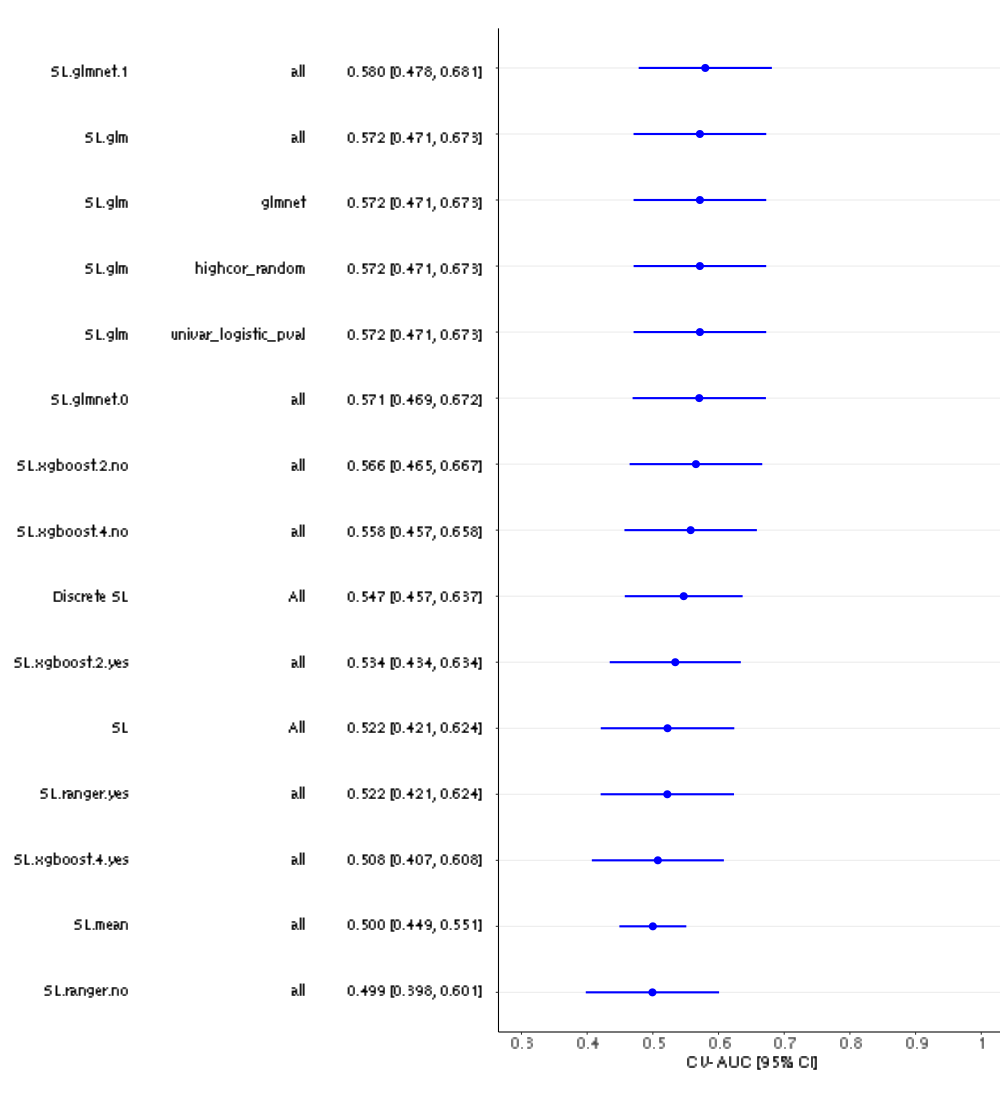 SL.glmnet.1 all 0.580 [0.478, 0.681]
SL.glm all 0.572 [0.471, 0.673]
SL.glm glmnet 0.572 [0.471, 0.673]
SL.glm highcor_random 0.572 [0.471, 0.673]
SL.glm univar_logistic_pval 0.572 [0.471, 0.673]
SL.glmnet.0 all 0.571 [0.469, 0.672]
SL.xgboost.2.no all 0.566 [0.465, 0.667]
SL.xgboost.4.no all 0.558 [0.457, 0.658]
Discrete SL All 0.547 [0.457, 0.637]
SL.xgboost.2.yes all 0.534 [0.434, 0.634]
SL All 0.522 [0.421, 0.624]
SL.ranger.yes all 0.522 [0.421, 0.624]
SL.xgboost.4.yes all 0.508 [0.407, 0.608]
SL.mean all 0.500 [0.449, 0.551]
SL.ranger.no all 0.499 [0.398, 0.601]
0.3 0.4 0.5 0.6 0.7 0.8 0.9 1
CV-AUC [95% CI]